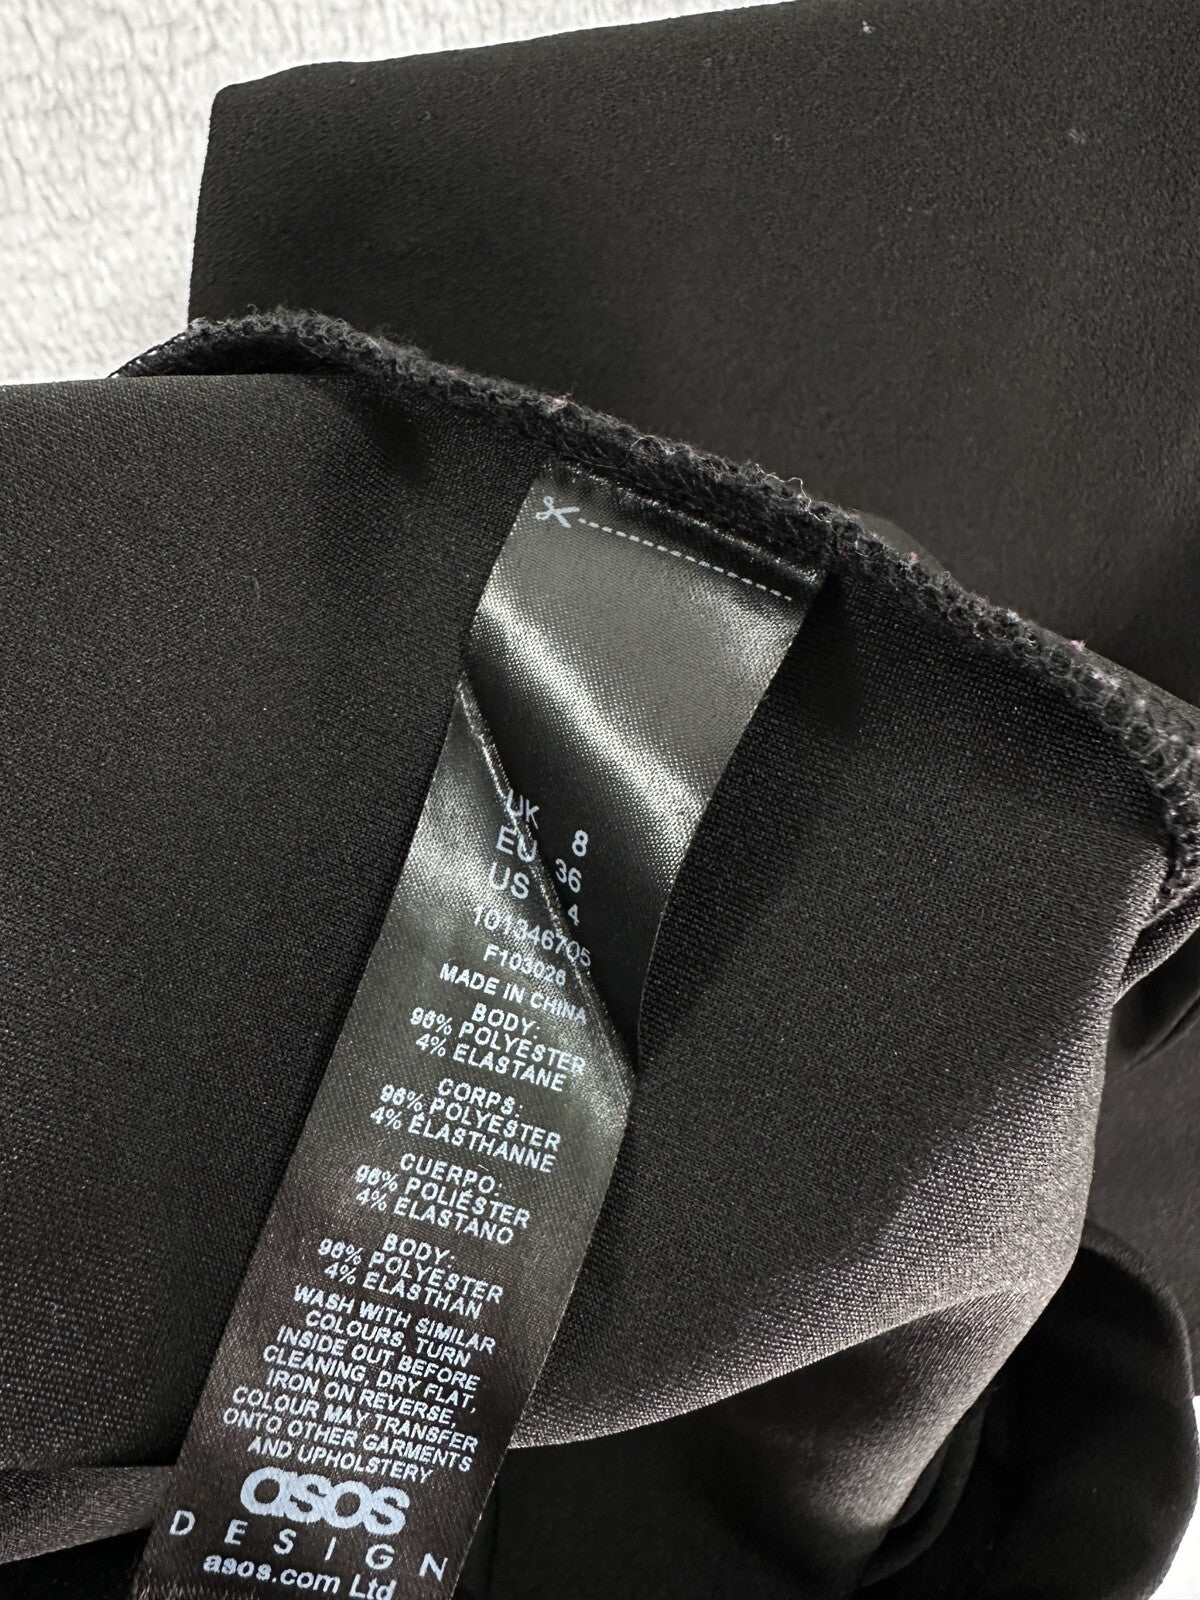 UK 8
EU 36
US 4
101346705
F103026
MADE IN CHINA
BODY:
96% POLYESTER
4% ELASTANE
CORPS:
96% POLYESTER
4% ÉLASTHANNE
CUERPO:
96% POLIÉSTER
4% ELASTANO
BODY:
96% POLYESTER
4% ELASTHAN
WASH WITH SIMILAR
COLOURS, TURN
INSIDE OUT BEFORE
CLEANING, DRY FLAT,
IRON ON REVERSE,
COLOUR MAY TRANSFER
ONTO OTHER GARMENTS
AND UPHOLSTERY
asos
DESIGN
asos.com Ltd